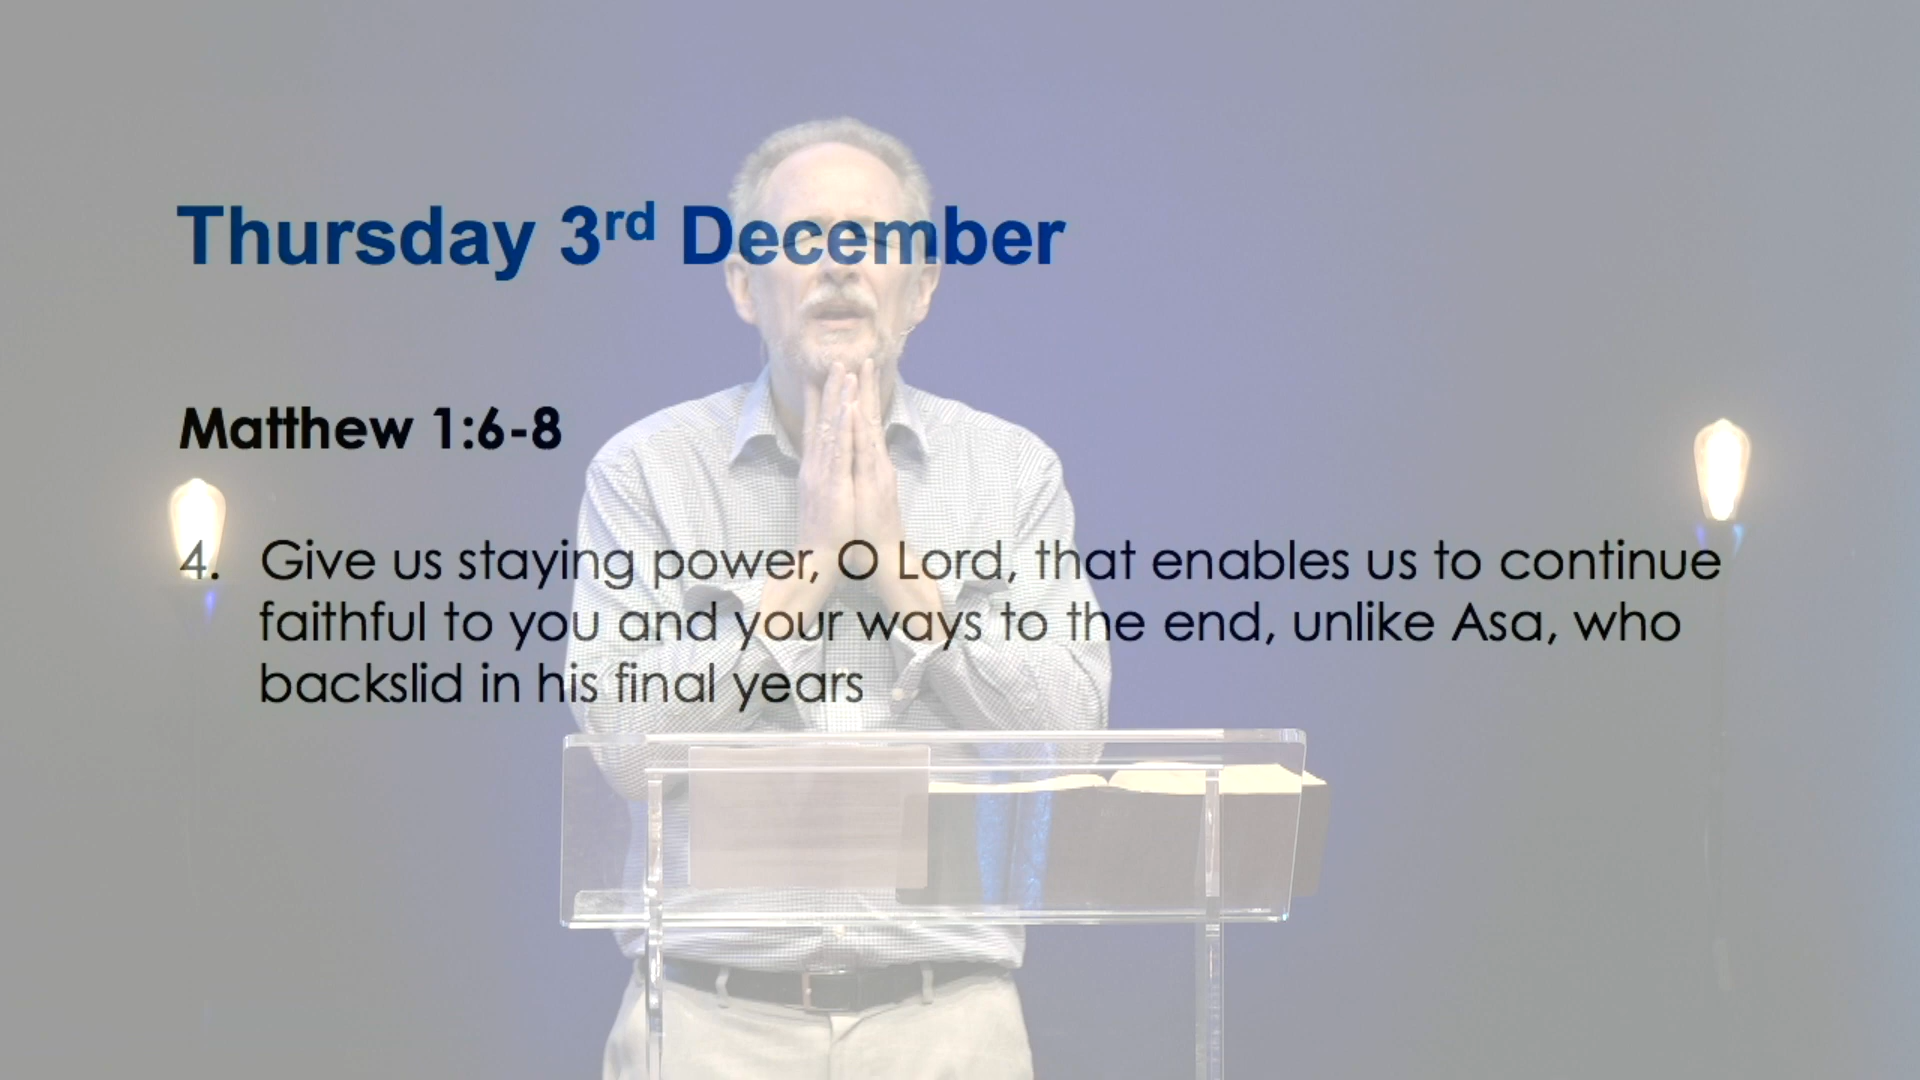 Thursday 3rd December
Matthew 1:6-8
4. Give us staying power, O Lord, that enables us to continue
faithful to you and your ways to the end, unlike Asa, who
backslid in his final years